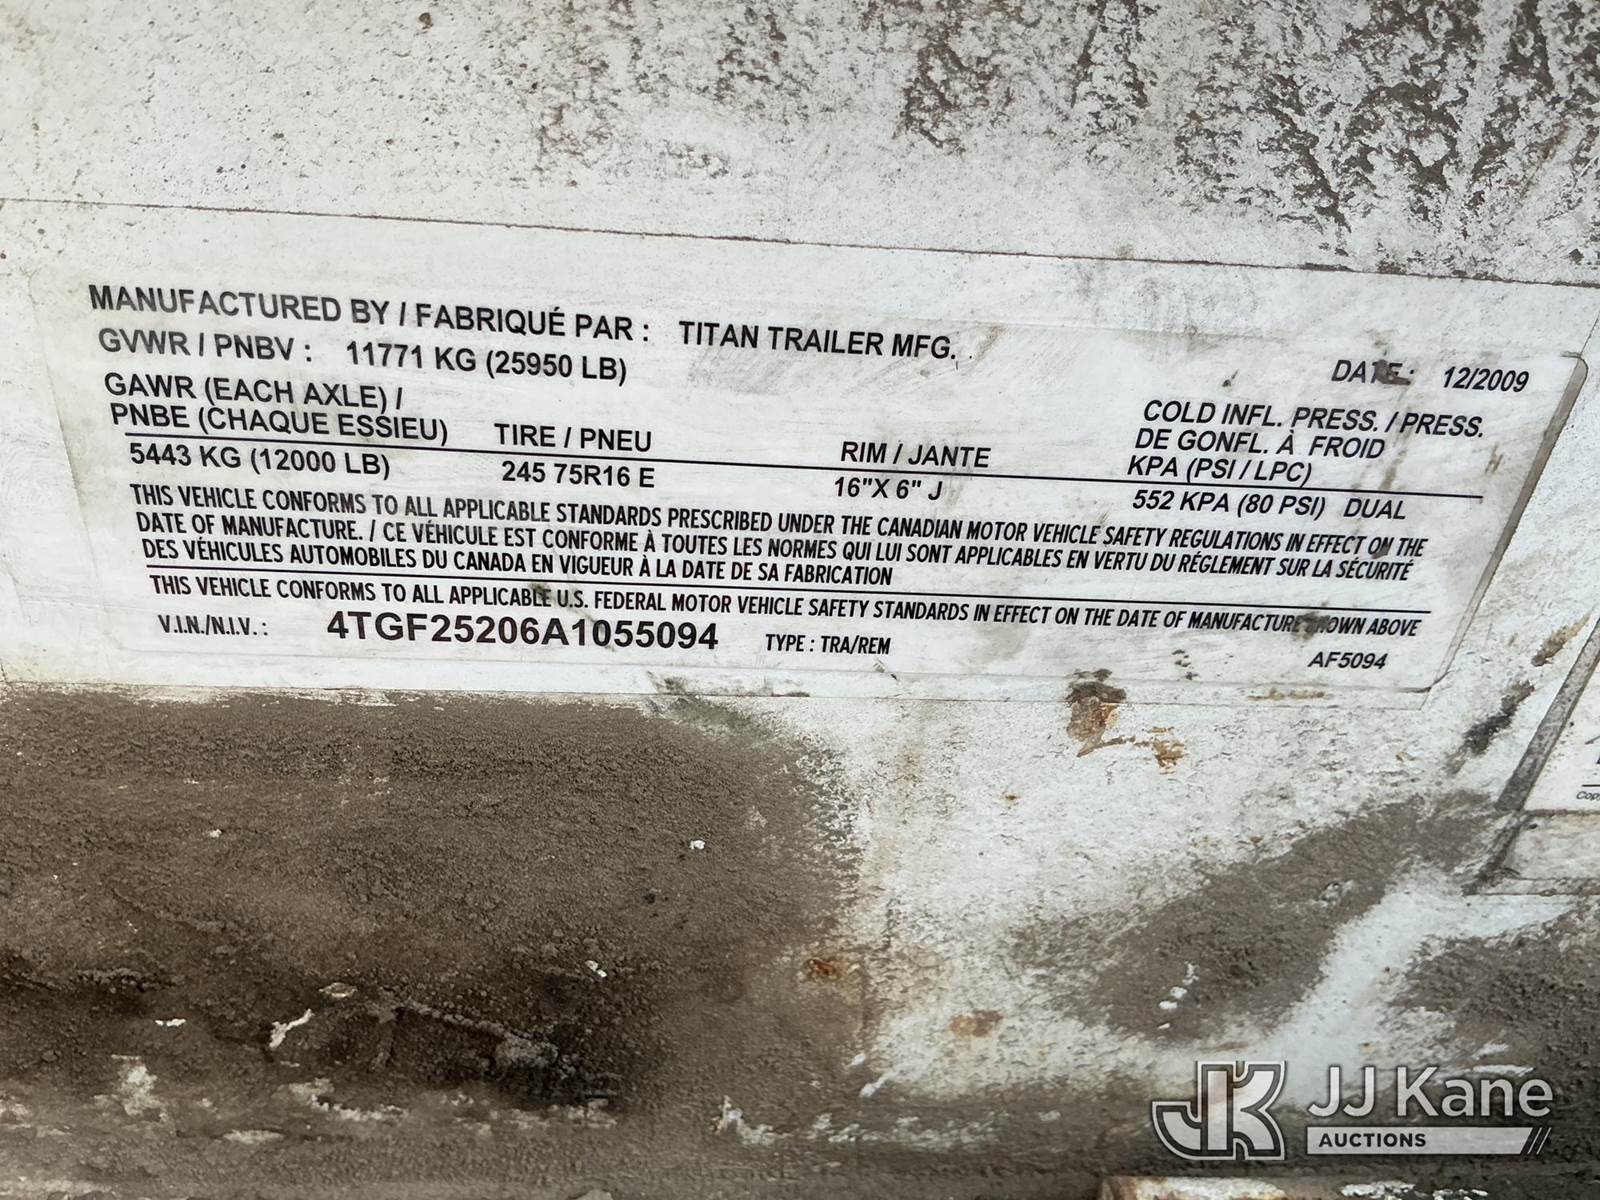 MANUFACTURED BY / FABRIQUÉ PAR : TITAN TRAILER MFG.
GVWR / PNBV : 11771 KG (25950 LB)
DATE : 12/2009
GAWR (EACH AXLE) /
PNBE (CHAQUE ESSIEU) TIRE / PNEU RIM / JANTE
COLD INFL. PRESS. / PRESS.
DE GONFL. À FROID
KPA (PSI / LPC)
5443 KG (12000 LB) 245 75R16 E 16"X 6" J 552 KPA (80 PSI) DUAL
THIS VEHICLE CONFORMS TO ALL APPLICABLE STANDARDS PRESCRIBED UNDER THE CANADIAN MOTOR VEHICLE SAFETY REGULATIONS IN EFFECT ON THE
DATE OF MANUFACTURE. / CE VÉHICULE EST CONFORME À TOUTES LES NORMES QUI LUI SONT APPLICABLES EN VERTU DU RÉGLEMENT SUR LA SÉCURITÉ
DES VÉHICULES AUTOMOBILES DU CANADA EN VIGUEUR À LA DATE DE SA FABRICATION
THIS VEHICLE CONFORMS TO ALL APPLICABLE U.S. FEDERAL MOTOR VEHICLE SAFETY STANDARDS IN EFFECT ON THE DATE OF MANUFACTURE SHOWN ABOVE
V.I.N./N.I.V. : 4TGF25206A1055094 TYPE : TRA/REM AF5094
JK JJ Kane
AUCTIONS